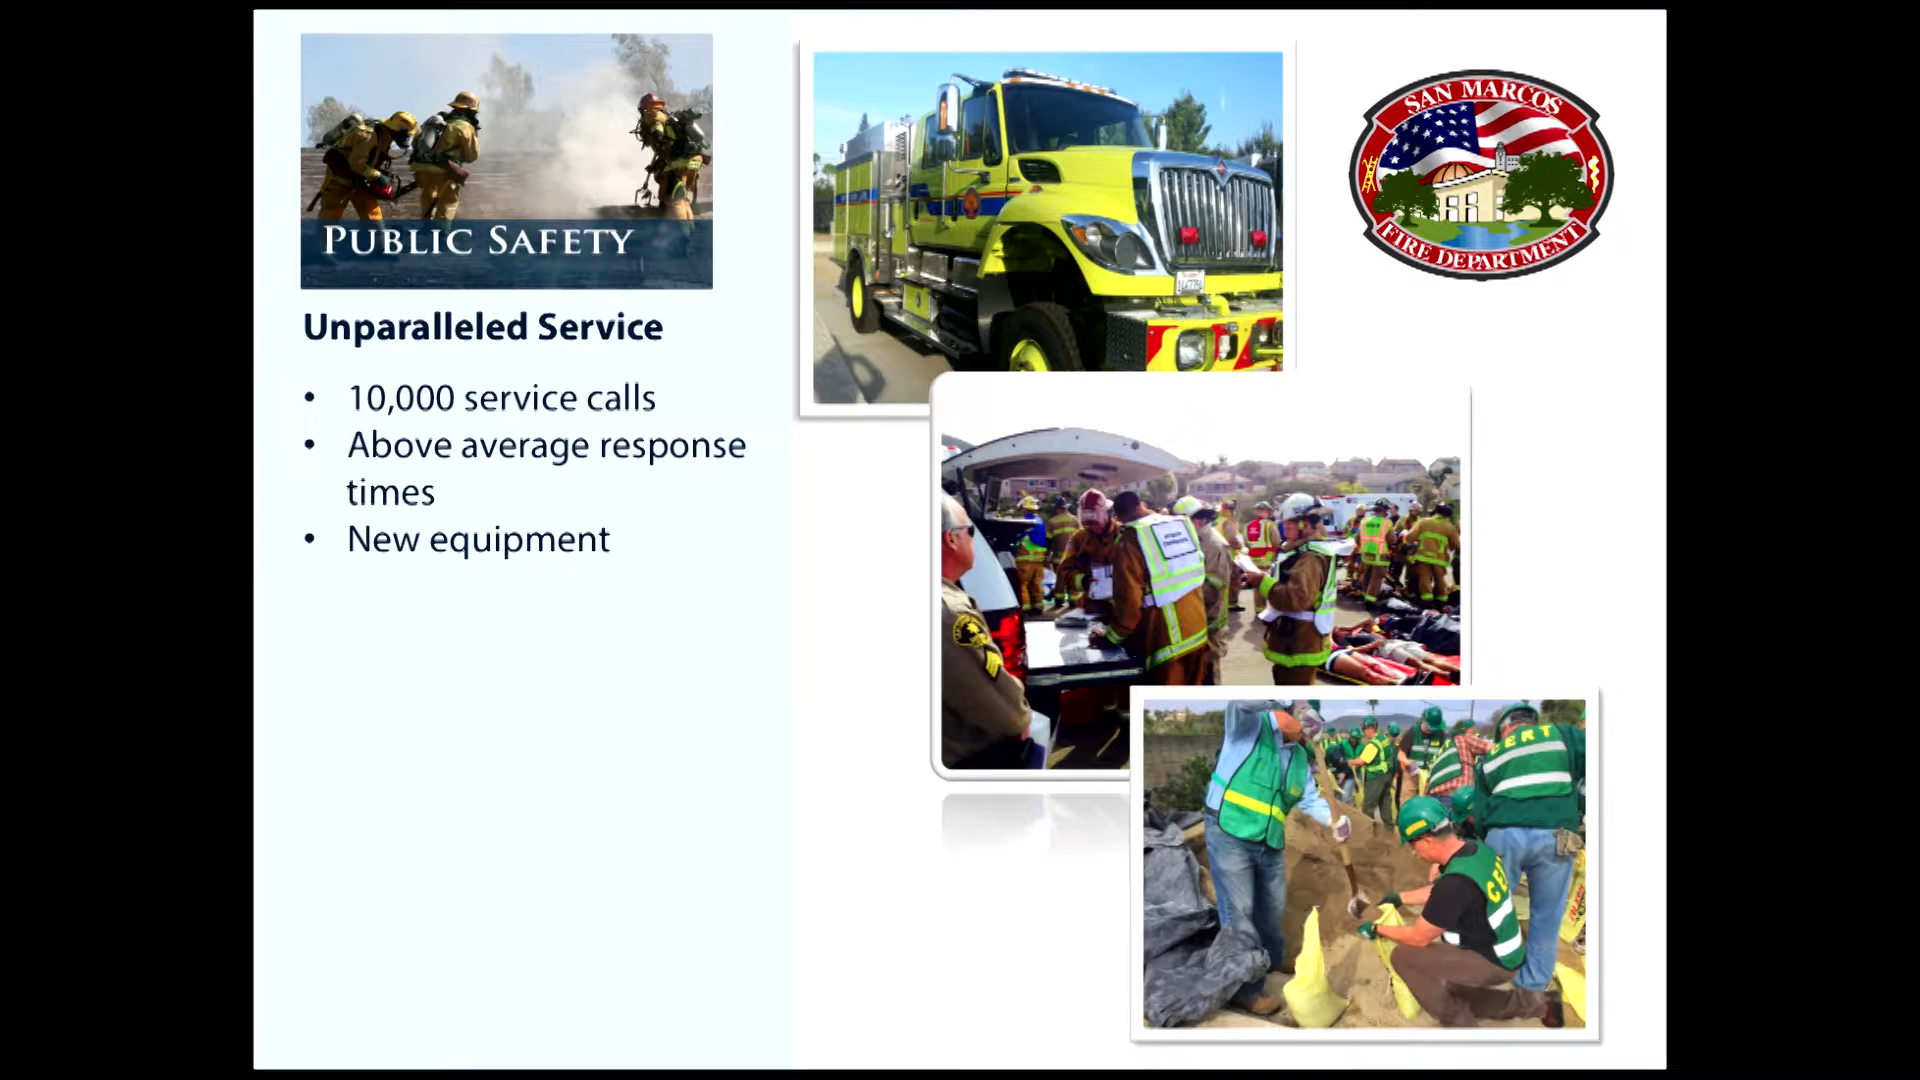 PUBLIC SAFETY
Unparalleled Service
• 10,000 service calls
• Above average response
times
• New equipment
SAN MARCOS
FIRE DEPARTMENT
CERT